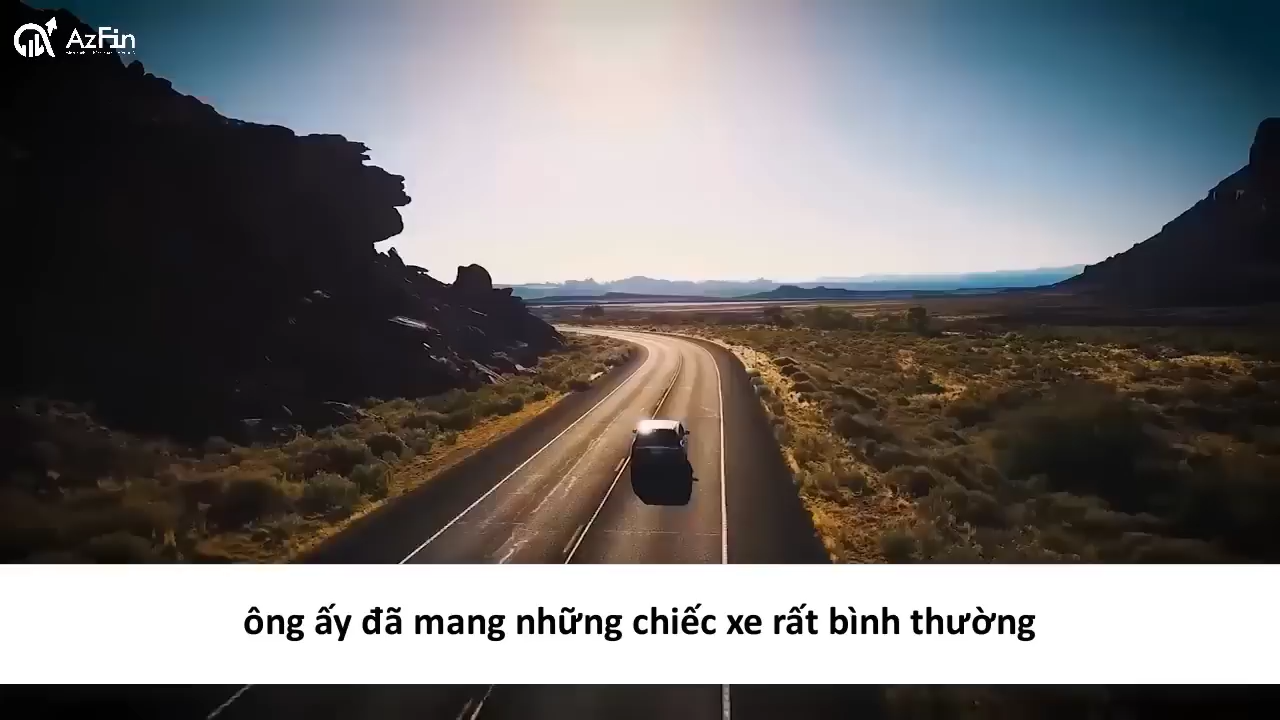 AzFin
ông ấy đã mang những chiếc xe rất bình thường